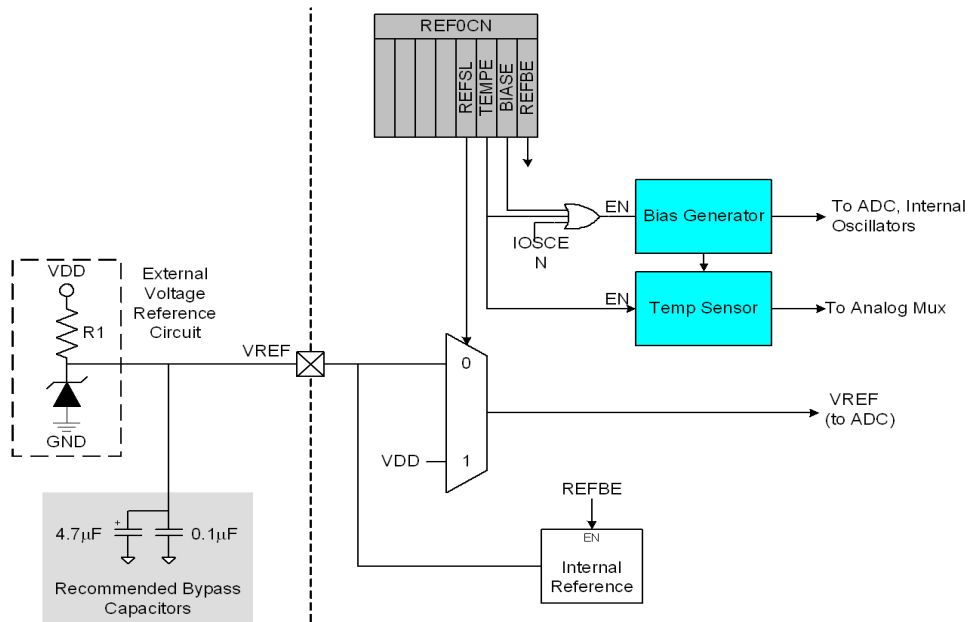 REF0CN
REFSL
TEMPE
BIASE
REFBE
EN
Bias Generator
To ADC, Internal
Oscillators
IOSCE
N
EN
Temp Sensor
To Analog Mux
VDD
External
Voltage
Reference
Circuit
R1
VREF
GND
0
VREF
(to ADC)
VDD
1
REFBE
EN
Internal
Reference
4.7µF
+
0.1µF
Recommended Bypass
Capacitors